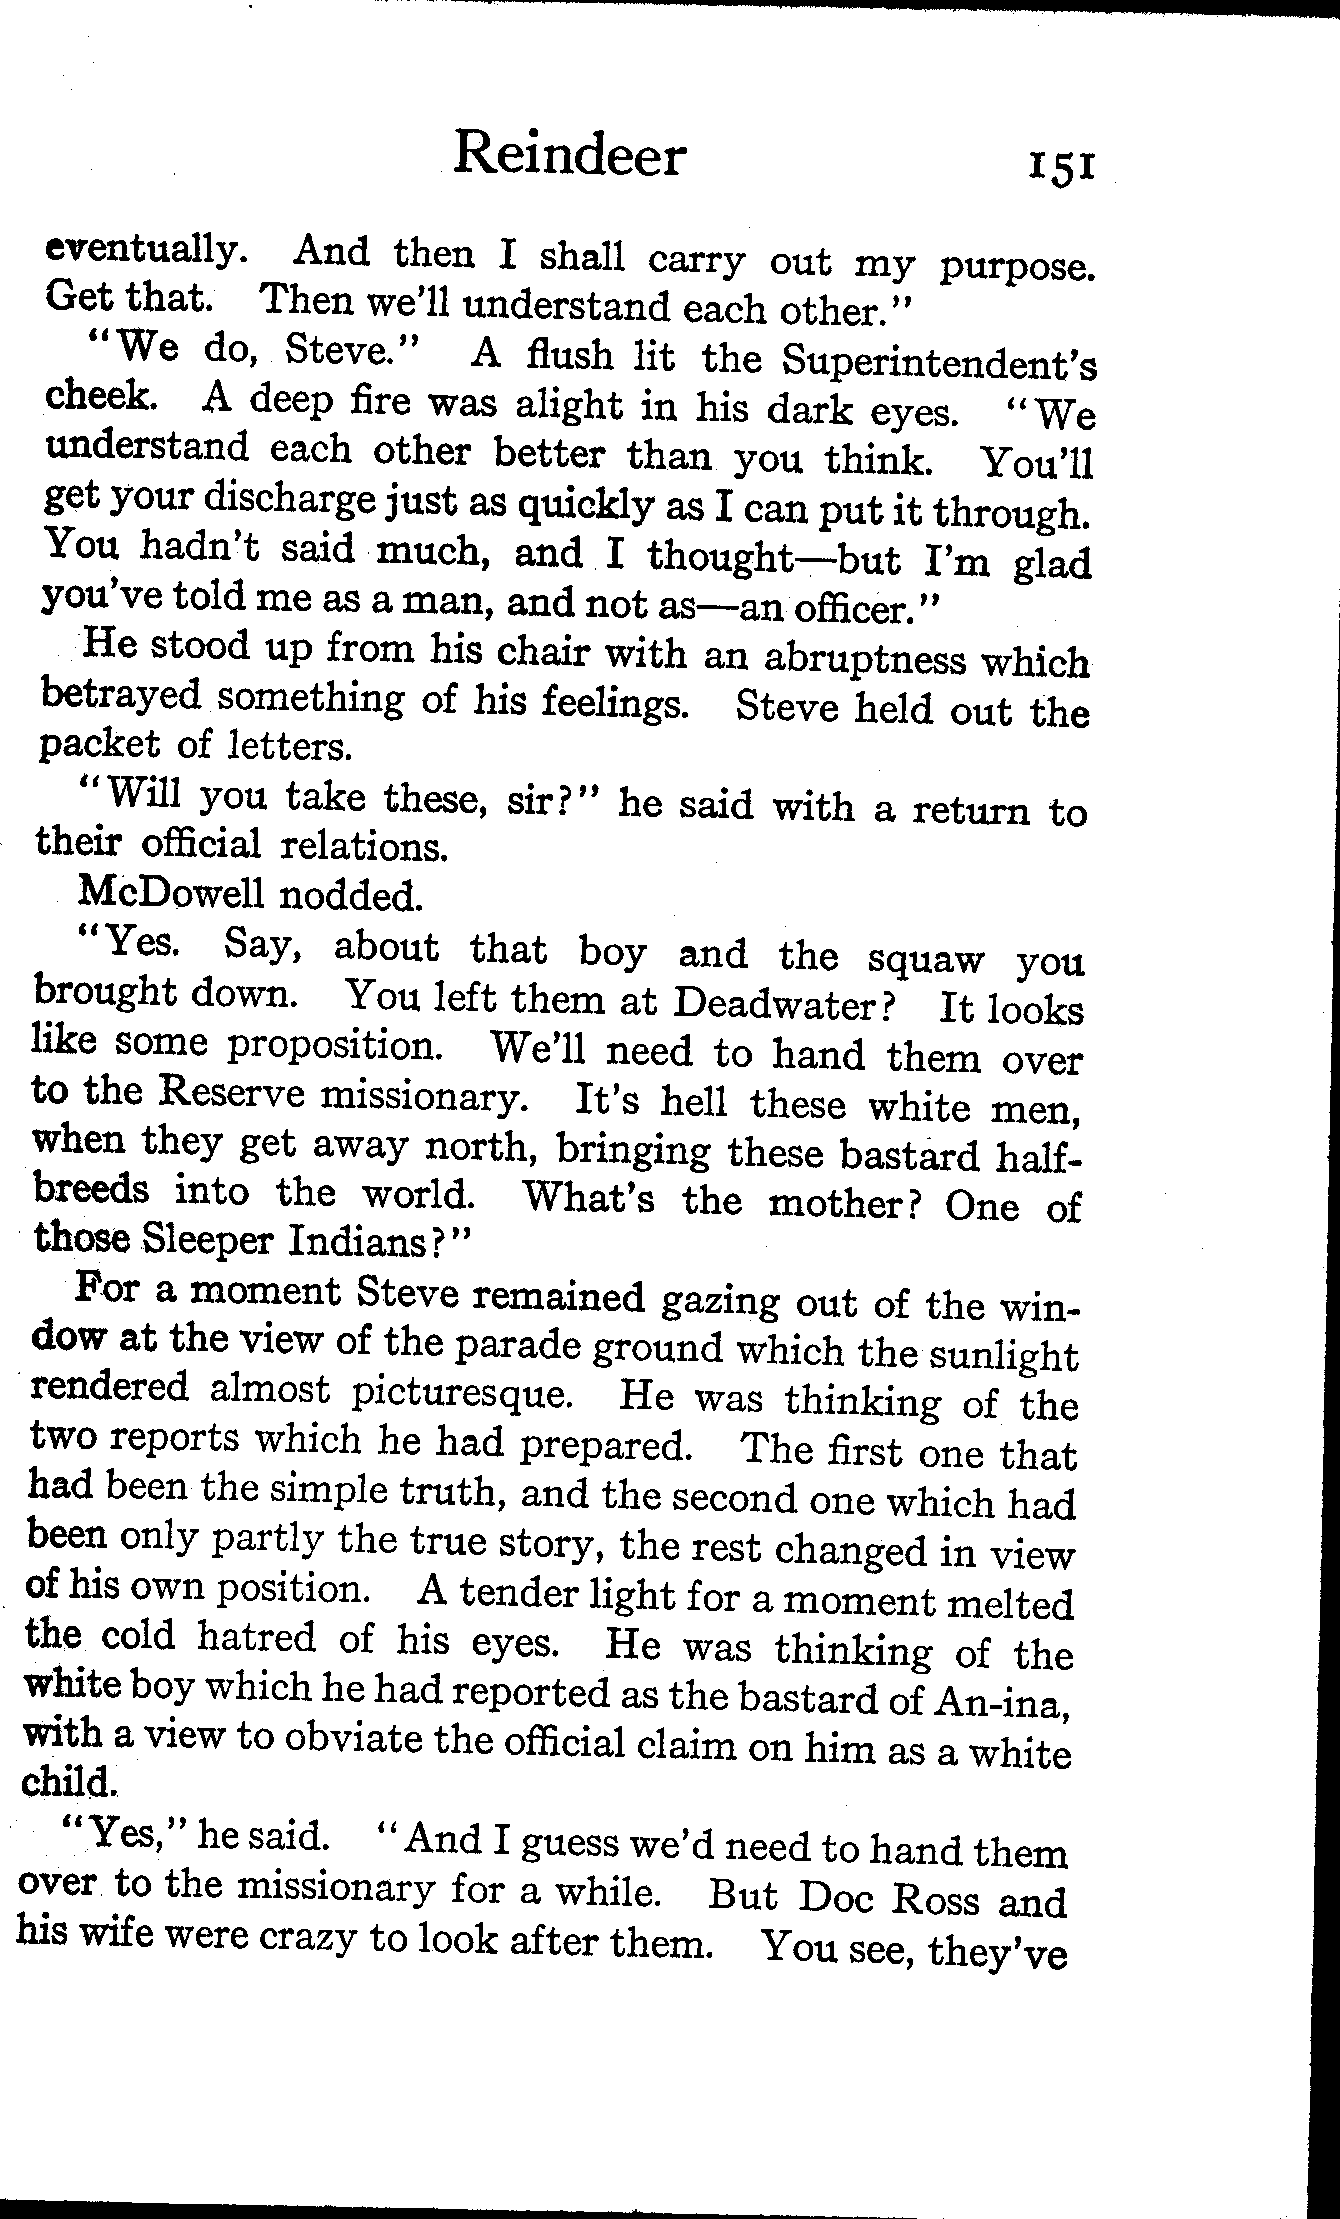 Reindeer 151
eventually. And then I shall carry out my purpose.
Get that. Then we'll understand each other."
"We do, Steve." A flush lit the Superintendent's
cheek. A deep fire was alight in his dark eyes. "We
understand each other better than you think. You'll
get your discharge just as quickly as I can put it through.
You hadn't said much, and I thought—but I'm glad
you've told me as a man, and not as—an officer."
He stood up from his chair with an abruptness which
betrayed something of his feelings. Steve held out the
packet of letters.
"Will you take these, sir?" he said with a return to
their official relations.
McDowell nodded.
"Yes. Say, about that boy and the squaw you
brought down. You left them at Deadwater? It looks
like some proposition. We'll need to hand them over
to the Reserve missionary. It's hell these white men,
when they get away north, bringing these bastard half-
breeds into the world. What's the mother? One of
those Sleeper Indians?"
For a moment Steve remained gazing out of the win-
dow at the view of the parade ground which the sunlight
rendered almost picturesque. He was thinking of the
two reports which he had prepared. The first one that
had been the simple truth, and the second one which had
been only partly the true story, the rest changed in view
of his own position. A tender light for a moment melted
the cold hatred of his eyes. He was thinking of the
white boy which he had reported as the bastard of An-ina,
with a view to obviate the official claim on him as a white
child.
"Yes," he said. "And I guess we'd need to hand them
over to the missionary for a while. But Doc Ross and
his wife were crazy to look after them. You see, they've